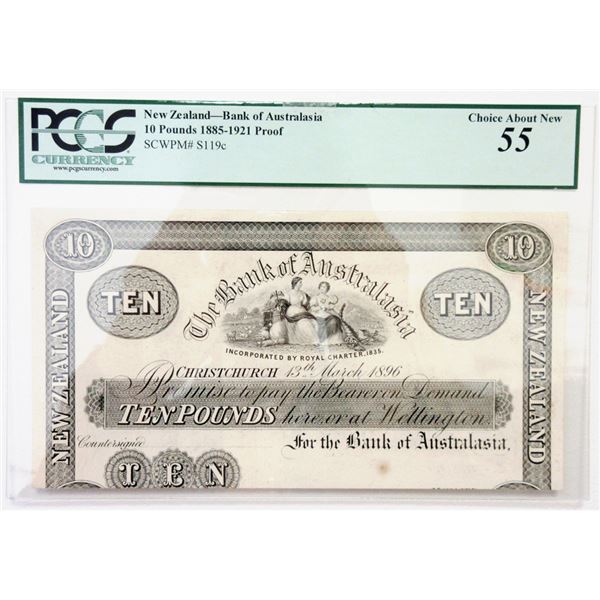 PCGS
CURRENCY
www.pcgscurrency.com
New Zealand—Bank of Australasia
10 Pounds 1885-1921 Proof
SCWPM# S119c
Choice About New
55
10
10
TEN
TEN
The Bank of Australasia
INCORPORATED BY ROYAL CHARTER, 1835.
NEW ZEALAND
NEW ZEALAND
CHRISTCHURCH 13th March 1896
I Promise to pay the Bearer on Demand
TEN POUNDS here, or at Wellington
Countersigned
For the Bank of Australasia.
TEN